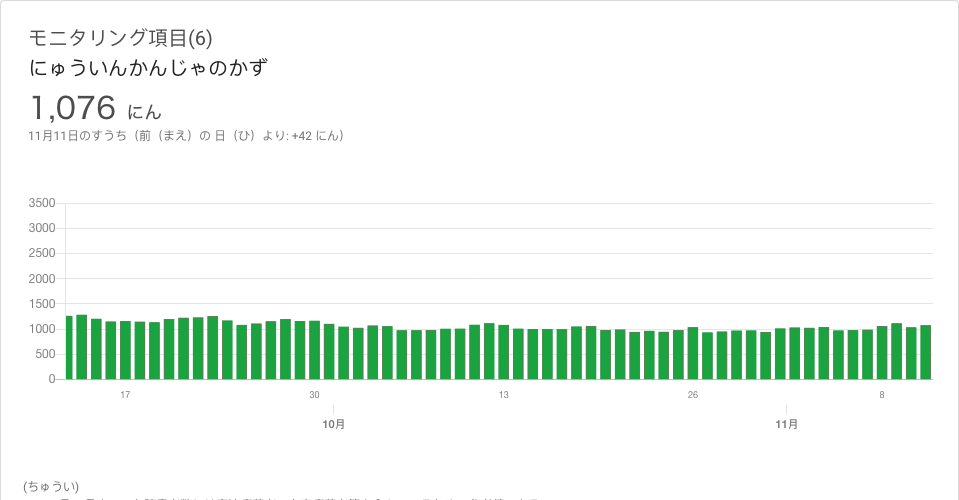 モニタリング項目(6)
にゅういんかんじゃのかず
1,076 にん
11月11日のすうち（前（まえ）の 日（ひ）より: +42 にん）
3500
3000
2500
2000
1500
1000
500
0
17
30
13
26
8
10月
11月
(ちゅうい)